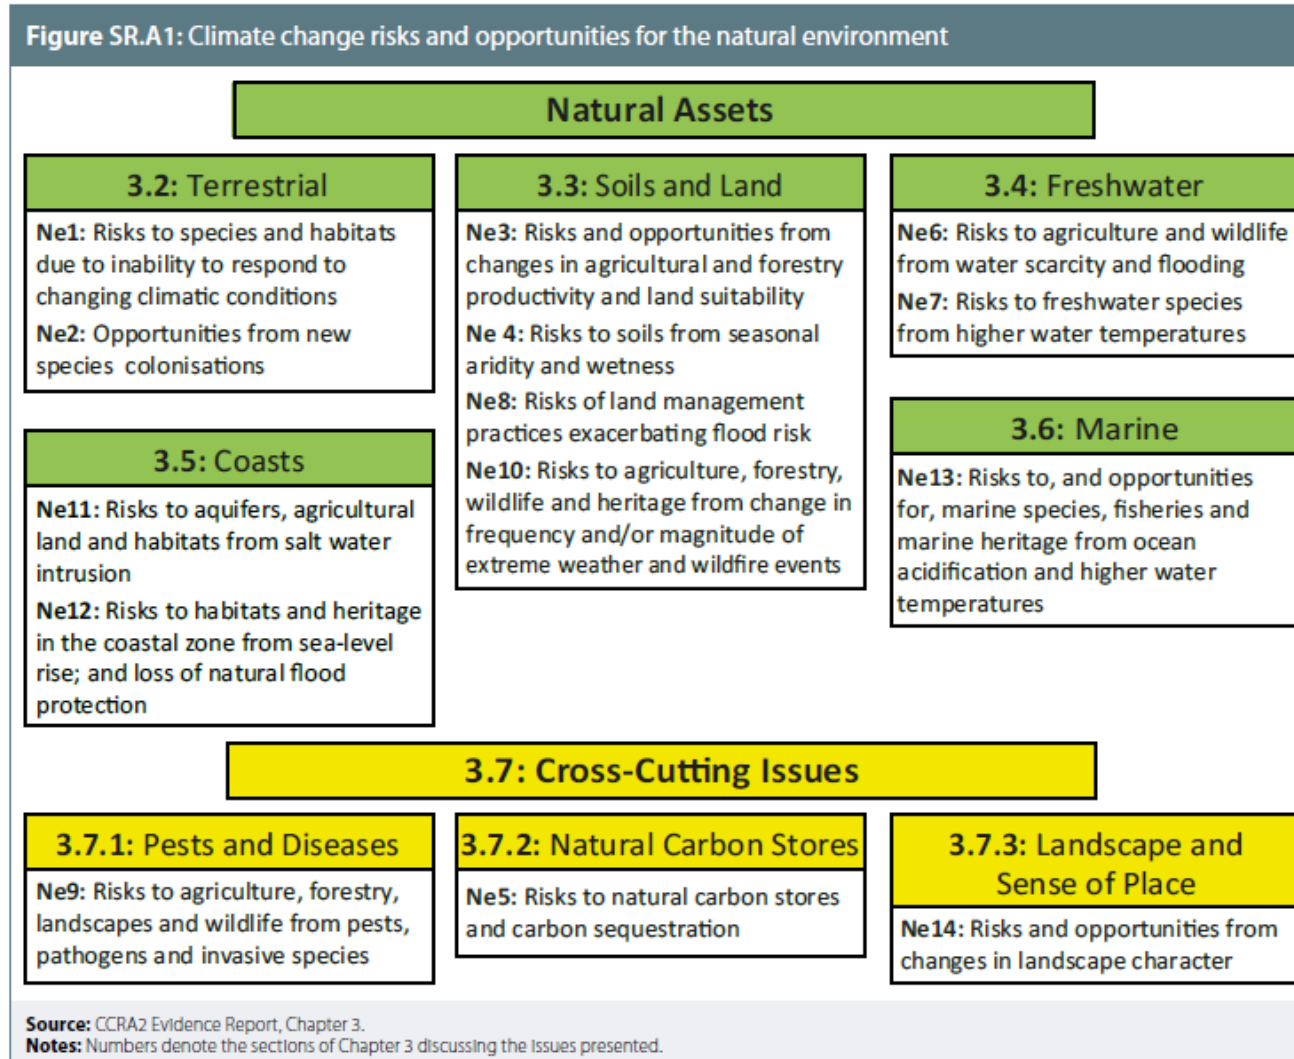 Figure SR.A1: Climate change risks and opportunities for the natural environment
Natural Assets
3.2: Terrestrial
Ne1: Risks to species and habitats
due to inability to respond to
changing climatic conditions
Ne2: Opportunities from new
species colonisations
3.3: Soils and Land
Ne3: Risks and opportunities from
changes in agricultural and forestry
productivity and land suitability
Ne 4: Risks to soils from seasonal
aridity and wetness
Ne8: Risks of land management
practices exacerbating flood risk
Ne10: Risks to agriculture, forestry,
wildlife and heritage from change in
frequency and/or magnitude of
extreme weather and wildfire events
3.4: Freshwater
Ne6: Risks to agriculture and wildlife
from water scarcity and flooding
Ne7: Risks to freshwater species
from higher water temperatures
3.5: Coasts
Ne11: Risks to aquifers, agricultural
land and habitats from salt water
intrusion
Ne12: Risks to habitats and heritage
in the coastal zone from sea-level
rise; and loss of natural flood
protection
3.6: Marine
Ne13: Risks to, and opportunities
for, marine species, fisheries and
marine heritage from ocean
acidification and higher water
temperatures
3.7: Cross-Cutting Issues
3.7.1: Pests and Diseases
Ne9: Risks to agriculture, forestry,
landscapes and wildlife from pests,
pathogens and invasive species
3.7.2: Natural Carbon Stores
Ne5: Risks to natural carbon stores
and carbon sequestration
3.7.3: Landscape and
Sense of Place
Ne14: Risks and opportunities from
changes in landscape character
Source: CCRA2 Evidence Report, Chapter 3.
Notes: Numbers denote the sections of Chapter 3 discussing the issues presented.